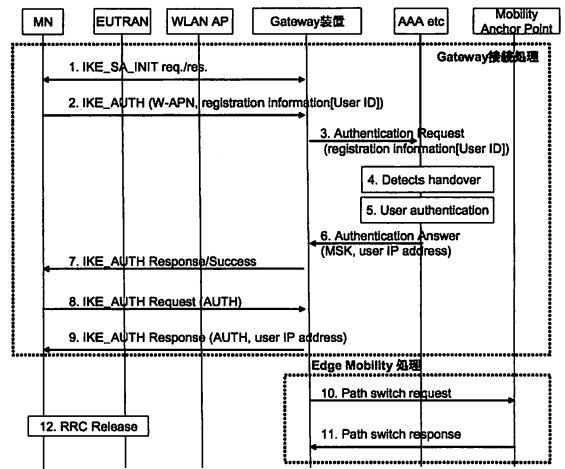 MN
EUTRAN
WLAN AP
Gateway装置
AAA etc
Mobility
Anchor Point
Gateway接続処理
1. IKE_SA_INIT req./res.
2. IKE_AUTH (W-APN, registration information[User ID])
3. Authentication Request
(registration information[User ID])
4. Detects handover
5. User authentication
6. Authentication Answer
(MSK, user IP address)
7. IKE_AUTH Response/Success
8. IKE_AUTH Request (AUTH)
9. IKE_AUTH Response (AUTH, user IP address)
Edge Mobility 処理
10. Path switch request
12. RRC Release
11. Path switch response